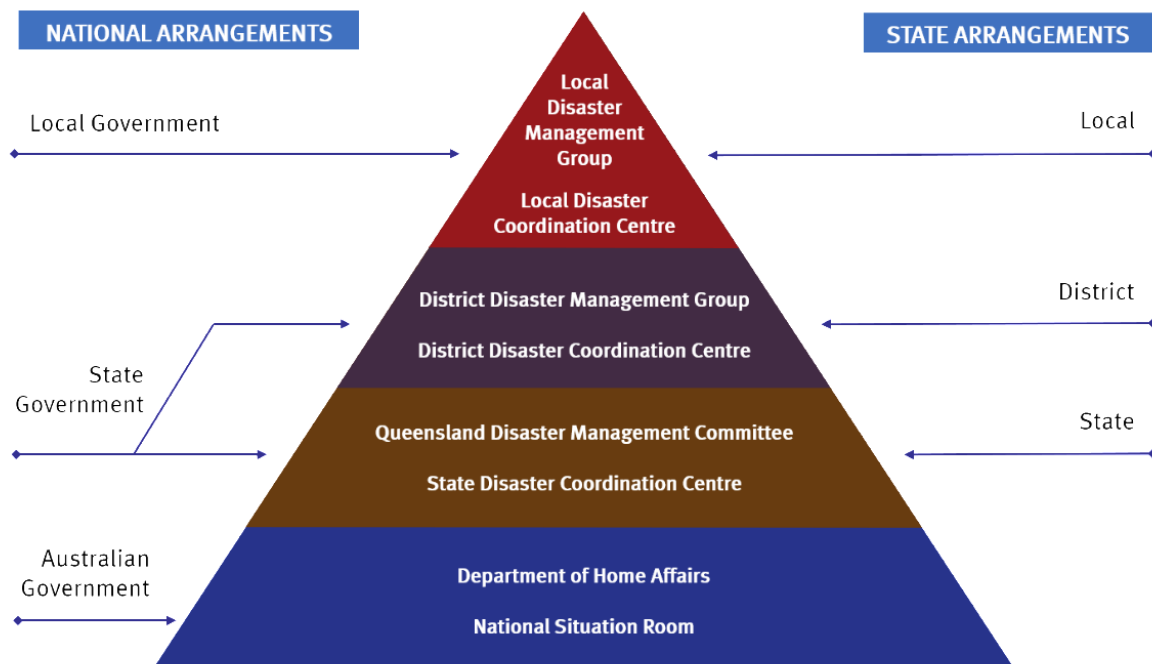 NATIONAL ARRANGEMENTS
STATE ARRANGEMENTS
Local
Disaster
Management
Group
Local Disaster
Coordination Centre
Local Government
Local
District Disaster Management Group
District Disaster Coordination Centre
District
State
Government
Queensland Disaster Management Committee
State Disaster Coordination Centre
State
Australian
Government
Department of Home Affairs
National Situation Room